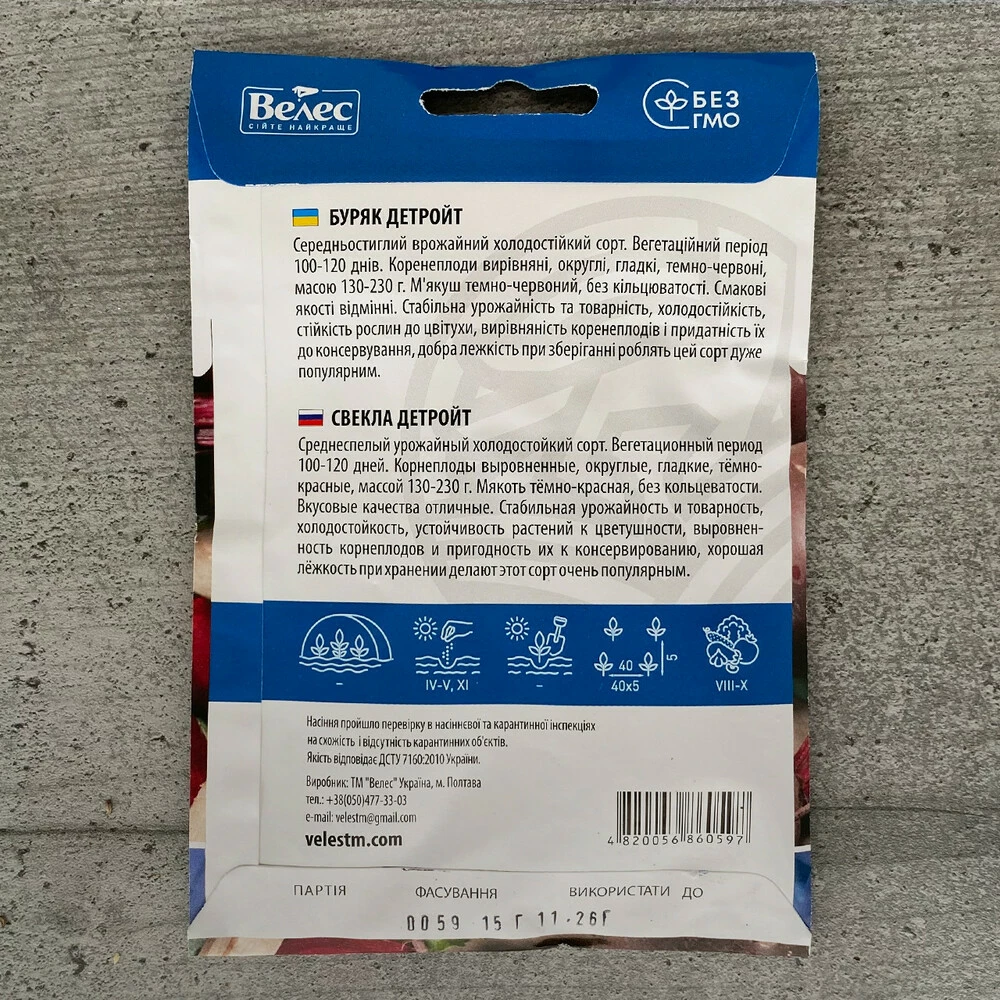 Велес
СІЙТЕ НАЙКРАЩЕ
БЕЗ
ГМО
БУРЯК ДЕТРОЙТ
Середньостиглий врожайний холодостійкий сорт. Вегетаційний період
100-120 днів. Коренеплоди вирівняні, округлі, гладкі, темно-червоні,
масою 130-230 г. М'якуш темно-червоний, без кільцюватості. Смакові
якості відмінні. Стабільна урожайність та товарність, холодостійкість,
стійкість рослин до цвітухи, вирівняність коренеплодів і придатність їх
до консервування, добра лежкість при зберіганні роблять цей сорт дуже
популярним.
СВЕКЛА ДЕТРОЙТ
Среднеспелый урожайный холодостойкий сорт. Вегетационный период
100-120 дней. Корнеплоды выровненные, округлые, гладкие, тёмно-
красные, массой 130-230 г. Мякоть тёмно-красная, без кольцеватости.
Вкусовые качества отличные. Стабильная урожайность и товарность,
холодостокость, устойчивость растений к цветушности, выровнен-
ность корнеплодов и пригодность их к консервированию, хорошая
лёжкость при хранении делают этот сорт очень популярным.
40
5
– IV-V, XI – 40x5 VIII-X
Насіння пройшло перевірку в насіннєвої та карантинної інспекціях
на схожість і відсутність карантинних об'єктів.
Якість відповідає ДСТУ 7160:2010 України.
Виробник: ТМ "Велес" Україна, м. Полтава
тел.: +38(050)477-33-03
e-mail: velestm@gmail.com
velestm.com
4 820056 860597
ПАРТІЯ ФАСУВАННЯ ВИКОРИСТАТИ ДО
0059 15 Г 11.26Г